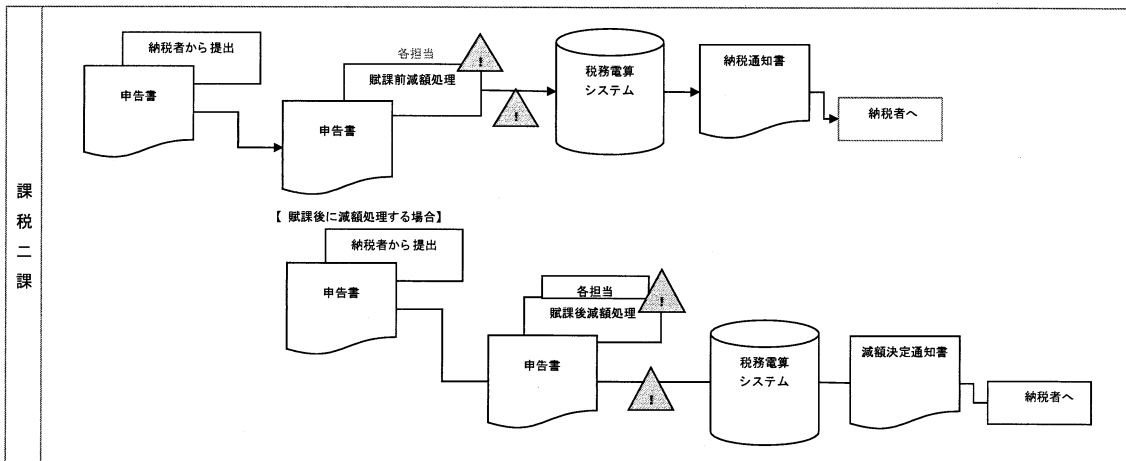 課税二課
納税者から提出
申告書
各担当
賦課前減額処理
!
申告書
!
税務電算
システム
納税通知書
納税者へ
【 賦課後に減額処理する場合】
納税者から提出
申告書
各担当
賦課後減額処理
!
申告書
!
税務電算
システム
減額決定通知書
納税者へ